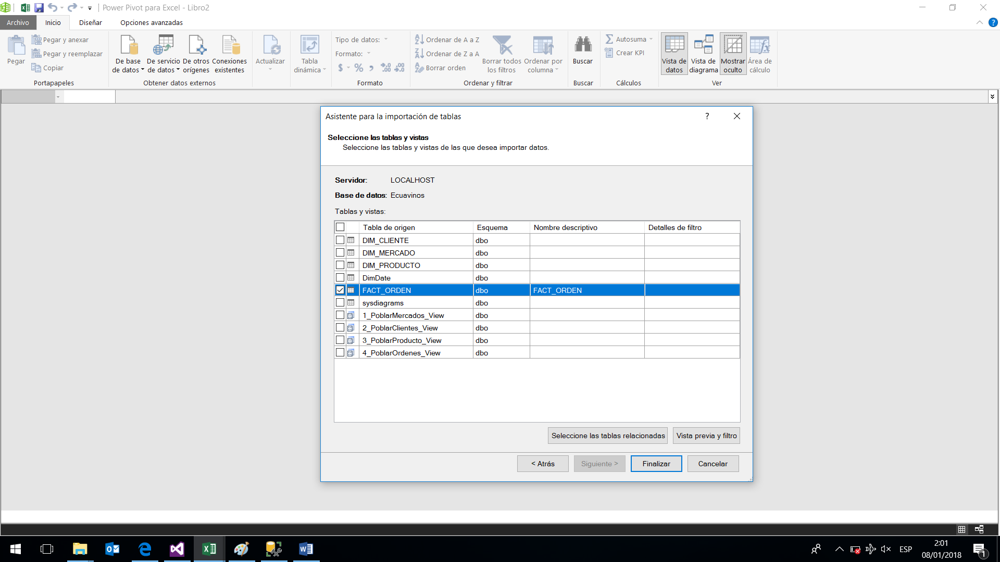 Power Pivot para Excel - Libro2
Archivo Inicio Diseñar Opciones avanzadas
Pegar
Pegar y anexar
Pegar y reemplazar
Copiar
Portapapeles
De base de datos
De servicio de datos
De otros orígenes
Conexiones existentes
Obtener datos externos
Actualizar
Tabla dinámica
Tipo de datos:
Formato:
$ % ,
Formato
Ordenar de A a Z
Ordenar de Z a A
Borrar orden
Borrar todos los filtros
Ordenar por columna
Ordenar y filtrar
Buscar
Buscar
Autosuma
Crear KPI
Cálculos
Vista de datos
Vista de diagrama
Mostrar oculto
Área de cálculo
Ver
Asistente para la importación de tablas
Seleccione las tablas y vistas
Seleccione las tablas y vistas de las que desea importar datos.
Servidor: LOCALHOST
Base de datos: Ecuavinos
Tablas y vistas:
Tabla de origen Esquema Nombre descriptivo Detalles de filtro
DIM_CLIENTE dbo
DIM_MERCADO dbo
DIM_PRODUCTO dbo
DimDate dbo
FACT_ORDEN dbo FACT_ORDEN
sysdiagrams dbo
1_PoblarMercados_View dbo
2_PoblarClientes_View dbo
3_PoblarProducto_View dbo
4_PoblarOrdenes_View dbo
Seleccione las tablas relacionadas Vista previa y filtro
< Atrás Siguiente > Finalizar Cancelar
ESP
2:01
08/01/2018
1